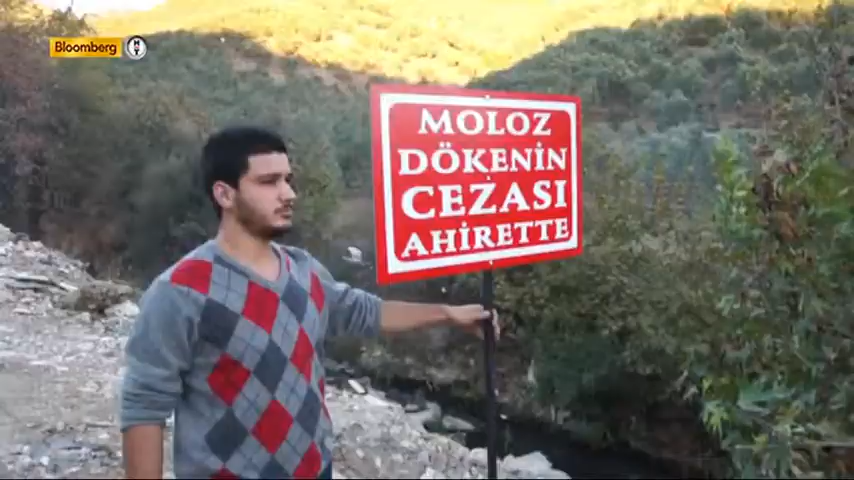 Bloomberg
MOLOZ
DÖKENİN
CEZASI
AHİRETTE